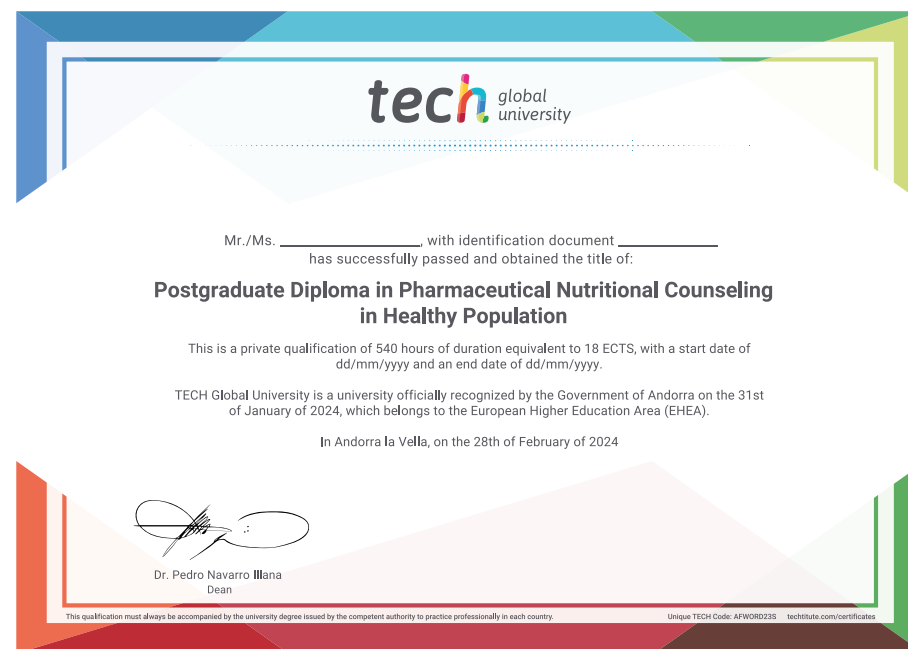 tech global
university
Mr./Ms. ____________, with identification document ____________
has successfully passed and obtained the title of:
Postgraduate Diploma in Pharmaceutical Nutritional Counseling
in Healthy Population
This is a private qualification of 540 hours of duration equivalent to 18 ECTS, with a start date of
dd/mm/yyyy and an end date of dd/mm/yyyy.
TECH Global University is a university officially recognized by the Government of Andorra on the 31st
of January of 2024, which belongs to the European Higher Education Area (EHEA).
In Andorra la Vella, on the 28th of February of 2024
Dr. Pedro Navarro Illana
Dean
This qualification must always be accompanied by the university degree issued by the competent authority to practice professionally in each country.
Unique TECH Code: AFWORD23S techtitute.com/certificates